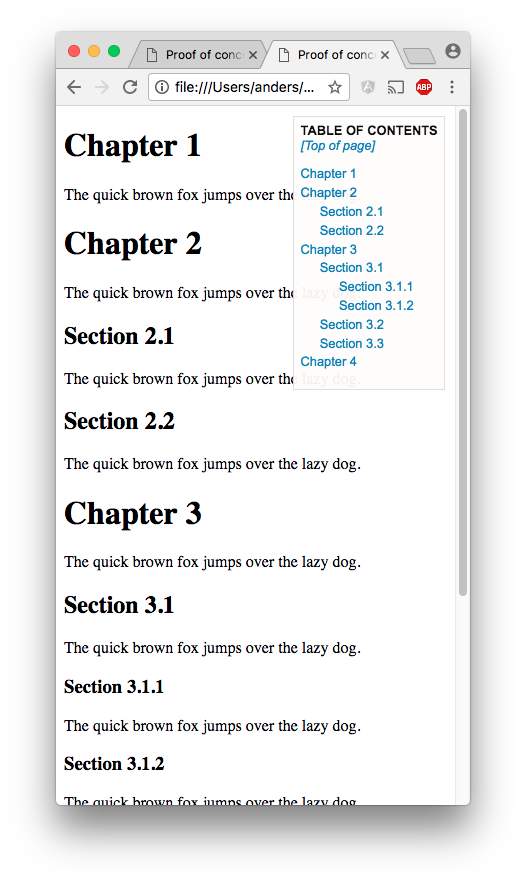 Proof of conc
Proof of conc
file:///Users/anders/...
ABP
TABLE OF CONTENTS
[Top of page]
Chapter 1
Chapter 2
Section 2.1
Section 2.2
Chapter 3
Section 3.1
Section 3.1.1
Section 3.1.2
Section 3.2
Section 3.3
Chapter 4
Chapter 1
The quick brown fox jumps over the
Chapter 2
The quick brown fox jumps over the lazy dog.
Section 2.1
The quick brown fox jumps over the lazy dog.
Section 2.2
The quick brown fox jumps over the lazy dog.
Chapter 3
The quick brown fox jumps over the lazy dog.
Section 3.1
The quick brown fox jumps over the lazy dog.
Section 3.1.1
The quick brown fox jumps over the lazy dog.
Section 3.1.2
The quick brown fox jumps over the lazy dog.